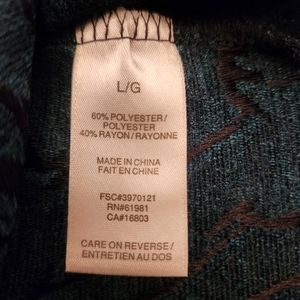 L/G
60% POLYESTER/
POLYESTER
40% RAYON/RAYONNE
MADE IN CHINA
FAIT EN CHINE
FSC#3970121
RN#61981
CA#16803
CARE ON REVERSE/
ENTRETIEN AU DOS